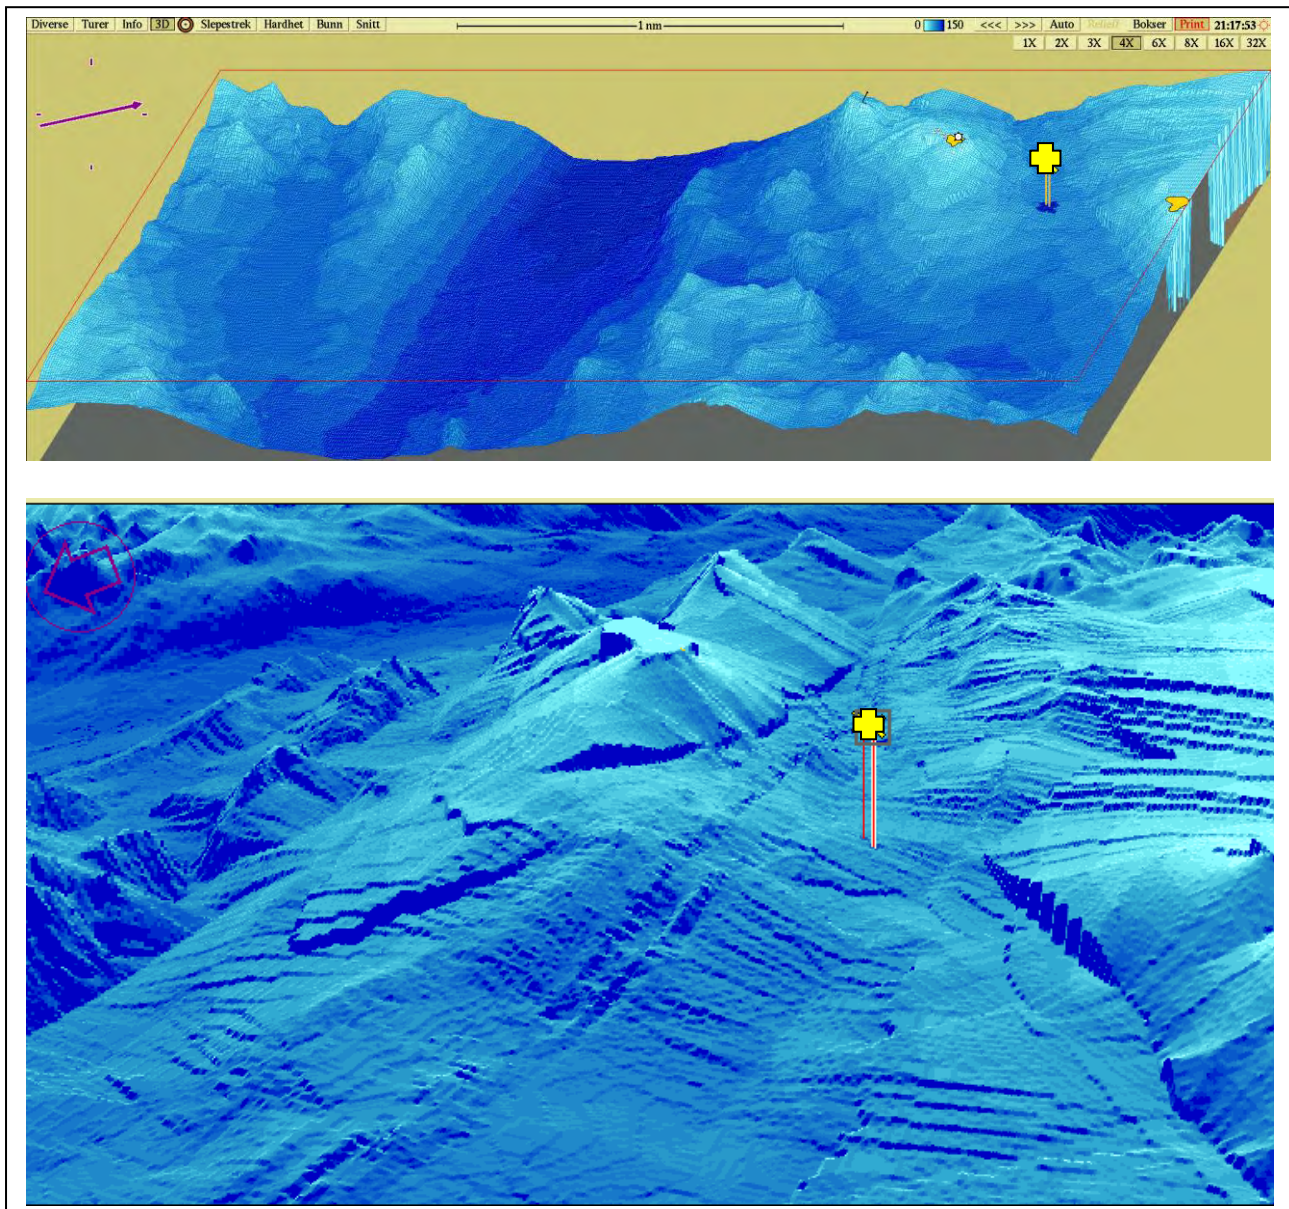 Diverse Turer Info 3D Slepestrek Hardhet Bunn Snitt 1 nm 0 150 <<< >>> Auto Relieff Bokser Print 21:17:53
1X 2X 3X 4X 6X 8X 16X 32X